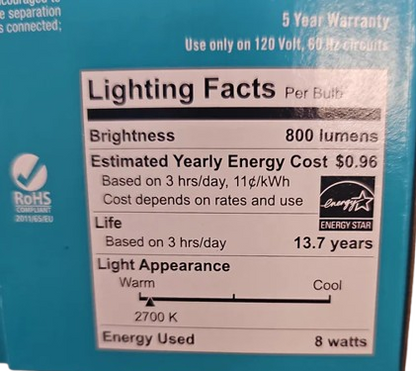 e separation
s connected;
5 Year Warranty
Use only on 120 Volt, 60 Hz circuits
Lighting Facts Per Bulb
Brightness 800 lumens
Estimated Yearly Energy Cost $0.96
Based on 3 hrs/day, 11¢/kWh
Cost depends on rates and use
energy
ENERGY STAR
Life
Based on 3 hrs/day 13.7 years
Light Appearance
Warm Cool
2700 K
Energy Used 8 watts
RoHS
COMPLIANT
2011/65/EU